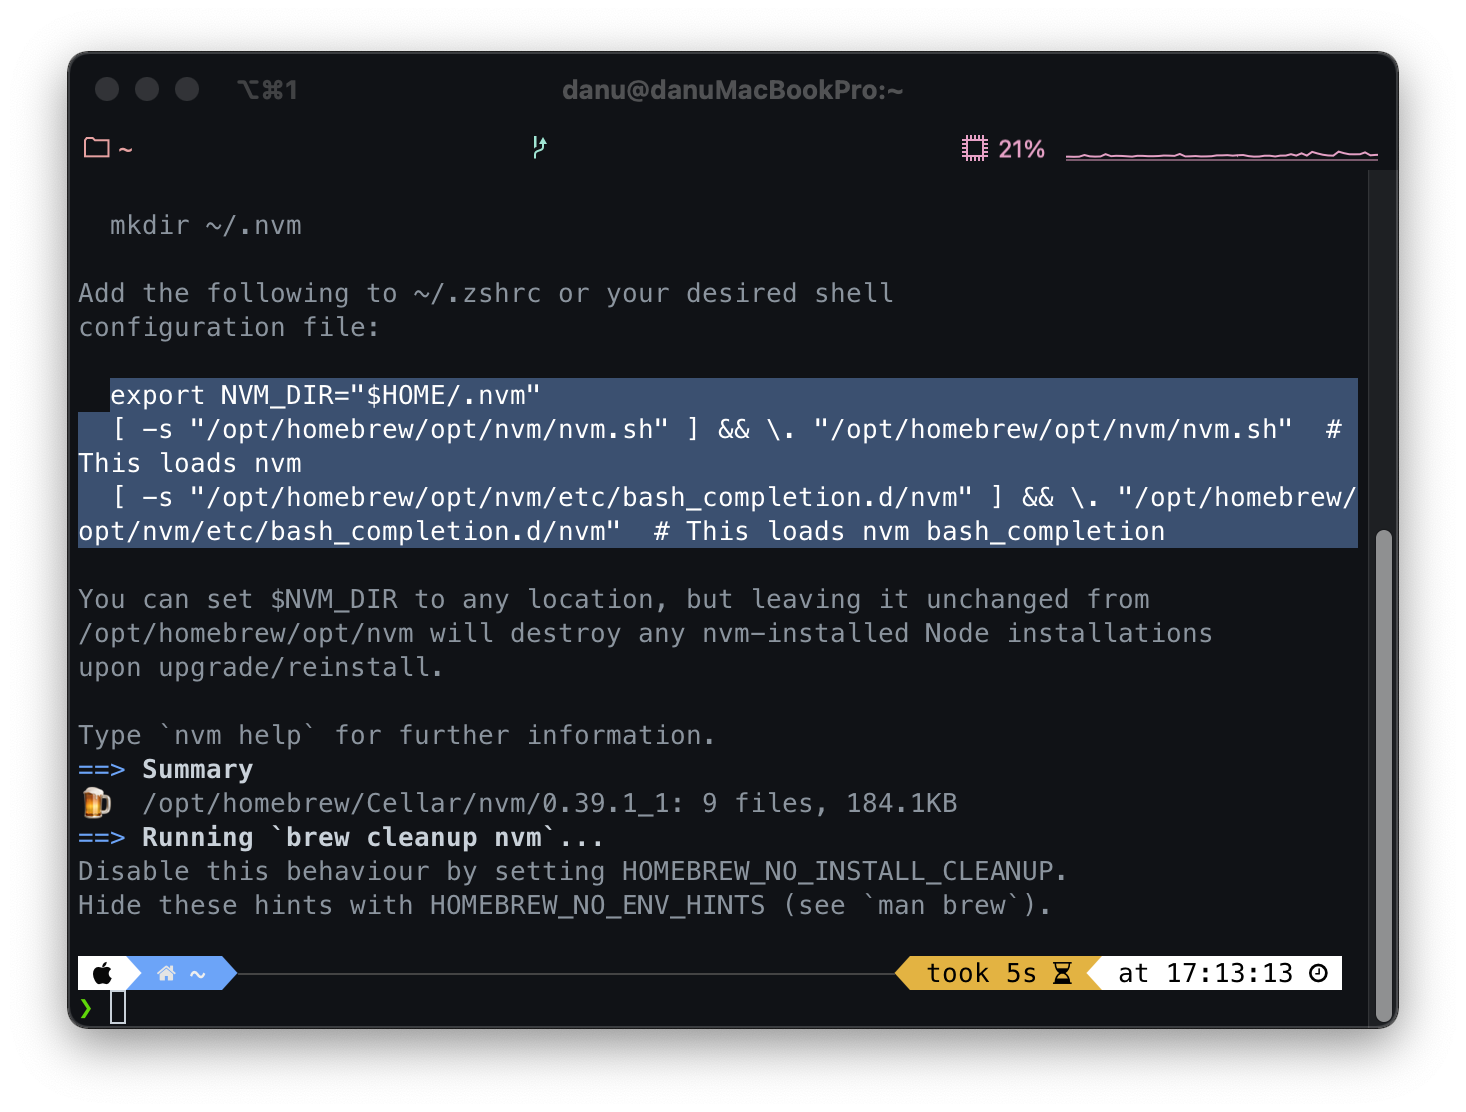 ⌥⌘1
danu@danuMacBookPro:~
~
21%
mkdir ~/.nvm
Add the following to ~/.zshrc or your desired shell
configuration file:
export NVM_DIR="$HOME/.nvm"
[ -s "/opt/homebrew/opt/nvm/nvm.sh" ] && \. "/opt/homebrew/opt/nvm/nvm.sh"  #
This loads nvm
[ -s "/opt/homebrew/opt/nvm/etc/bash_completion.d/nvm" ] && \. "/opt/homebrew/
opt/nvm/etc/bash_completion.d/nvm"  # This loads nvm bash_completion
You can set $NVM_DIR to any location, but leaving it unchanged from
/opt/homebrew/opt/nvm will destroy any nvm-installed Node installations
upon upgrade/reinstall.
Type `nvm help` for further information.
==> Summary
🍺  /opt/homebrew/Cellar/nvm/0.39.1_1: 9 files, 184.1KB
==> Running `brew cleanup nvm`...
Disable this behaviour by setting HOMEBREW_NO_INSTALL_CLEANUP.
Hide these hints with HOMEBREW_NO_ENV_HINTS (see `man brew`).
~
took 5s
at 17:13:13
❯